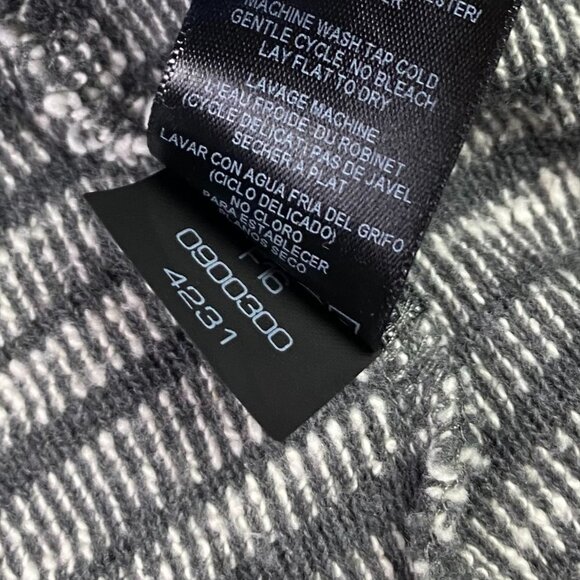 MACHINE WASH TAP COLD
GENTLE CYCLE, NO BLEACH
LAY FLAT TO DRY
LAVAGE MACHINE
L'EAU FROIDE DU ROBINET
(CYCLE DELICAT) PAS DE JAVEL
SECHER A PLAT
LAVAR CON AGUA FRIA DEL GRIFO
(CICLO DELICADO)
NO CLORO
PARA ESTABLECER
PLANOS SECO
0900300
4231